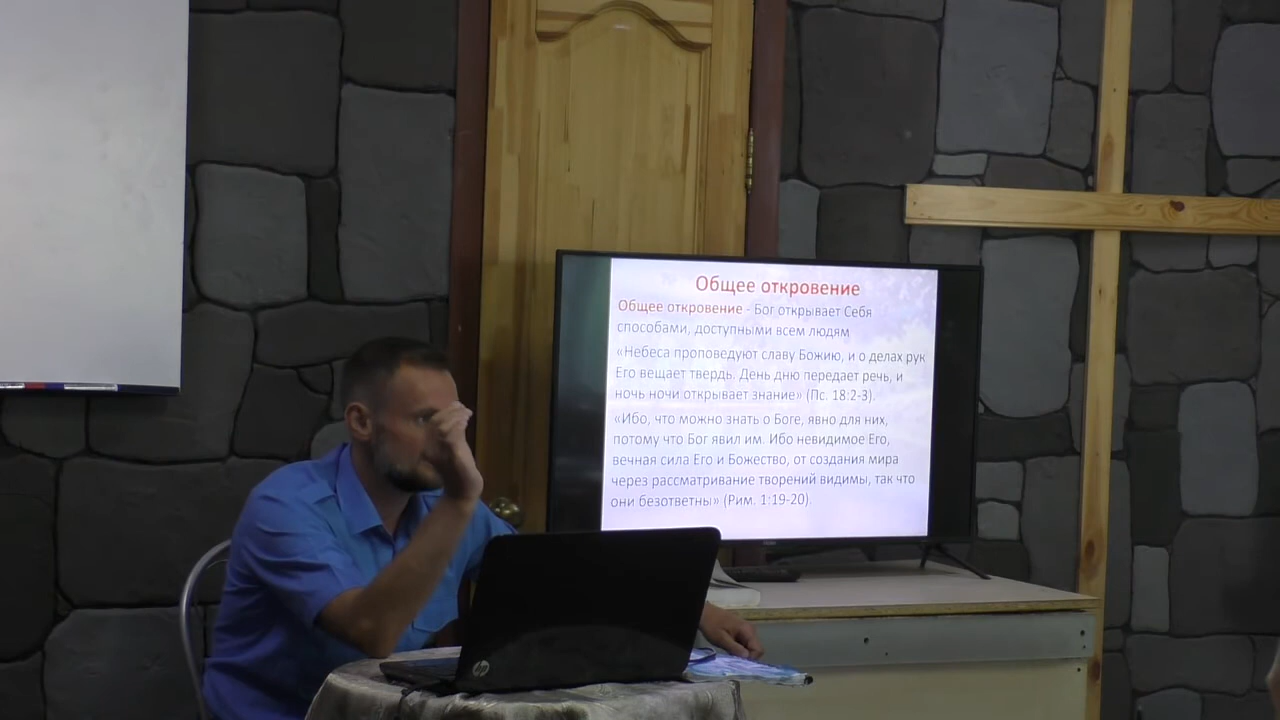 Общее откровение
Общее откровение - Бог открывает Себя
способами, доступными всем людям
«Небеса проповедуют славу Божию, и о делах рук
Его вещает твердь. День дню передает речь, и
ночь ночи открывает знание» (Пс. 18:2-3).
«Ибо, что можно знать о Боге, явно для них,
потому что Бог явил им. Ибо невидимое Его,
вечная сила Его и Божество, от создания мира
через рассматривание творений видимы, так что
они безответны» (Рим. 1:19-20).
hp